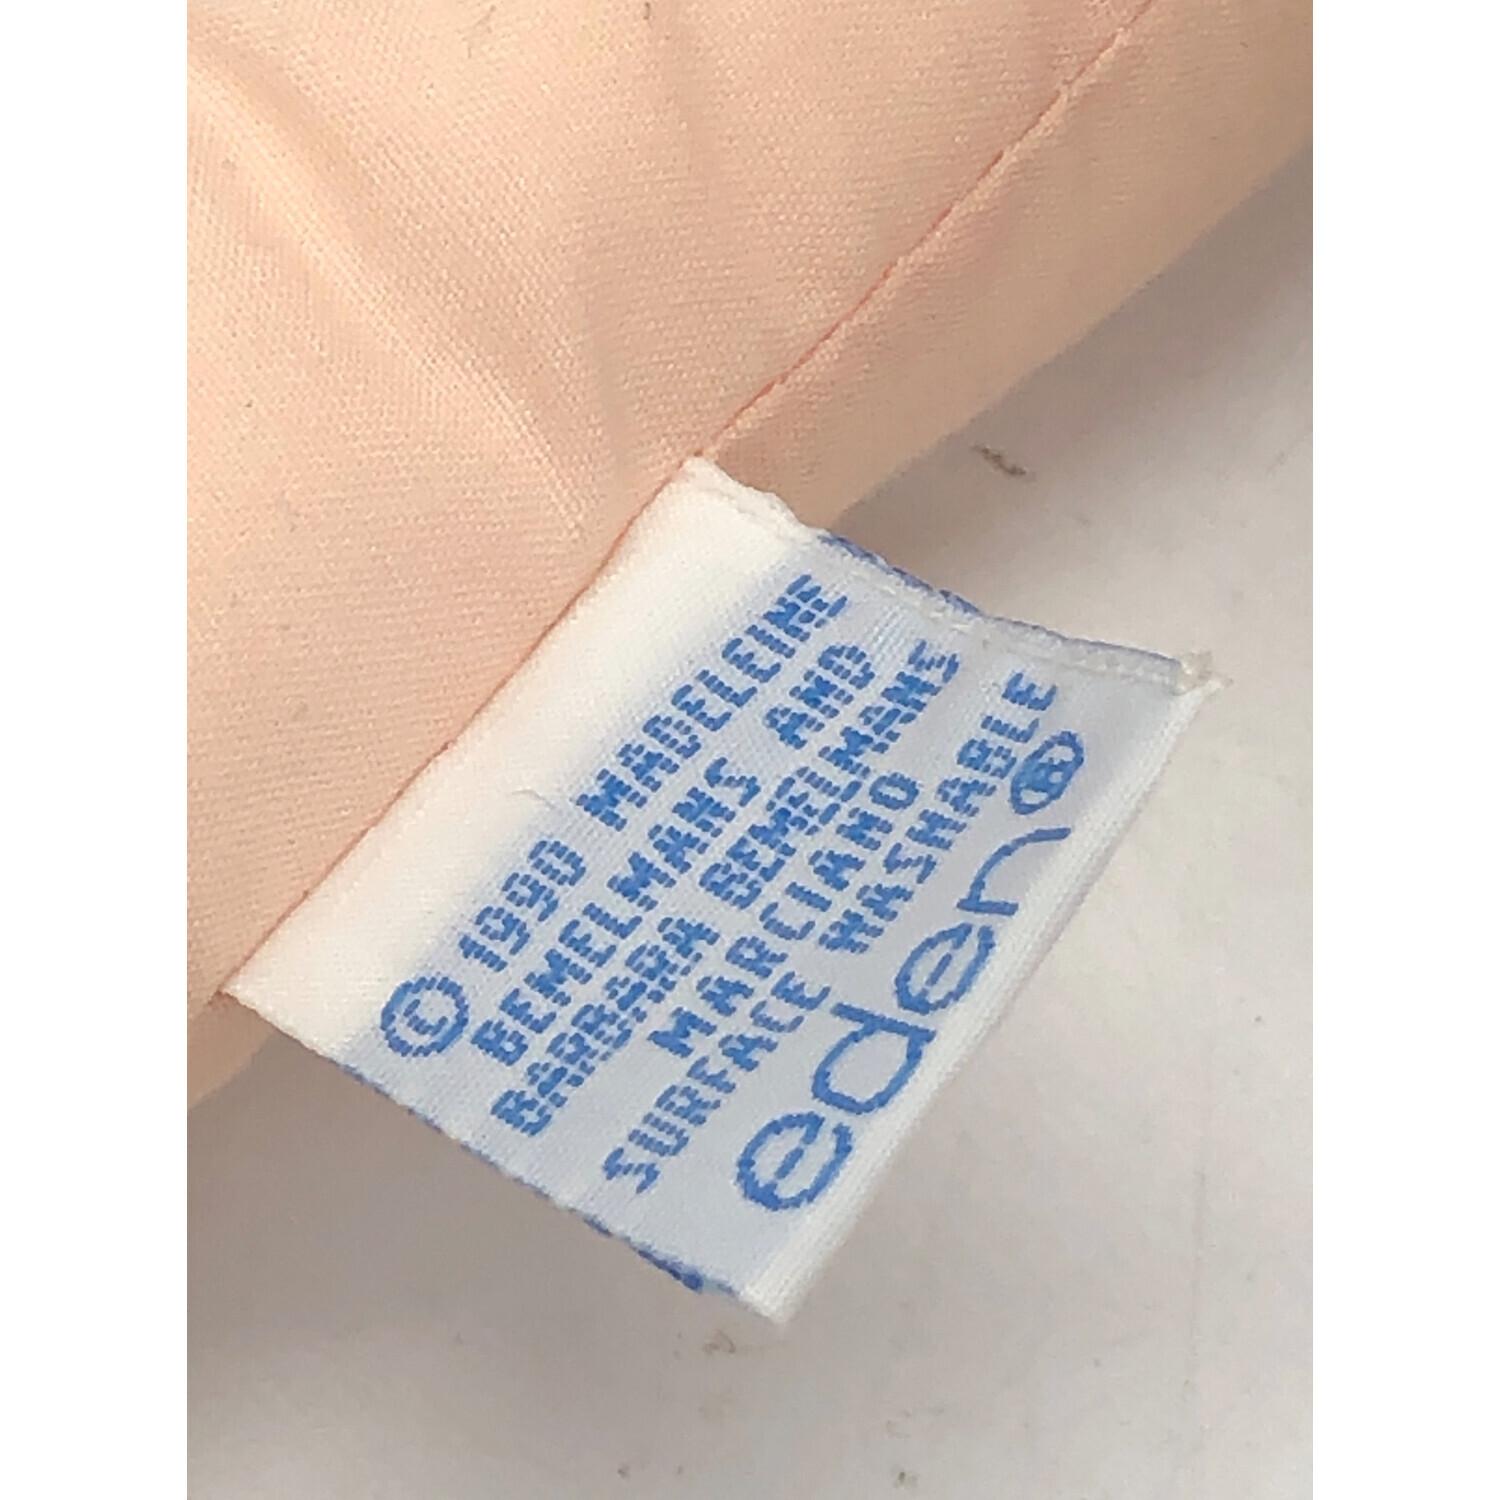 © 1990 MADELEINE
BEMELMANS AND
BARBARA BEMELMANS
MARCIANO
SURFACE WASHABLE
eden®